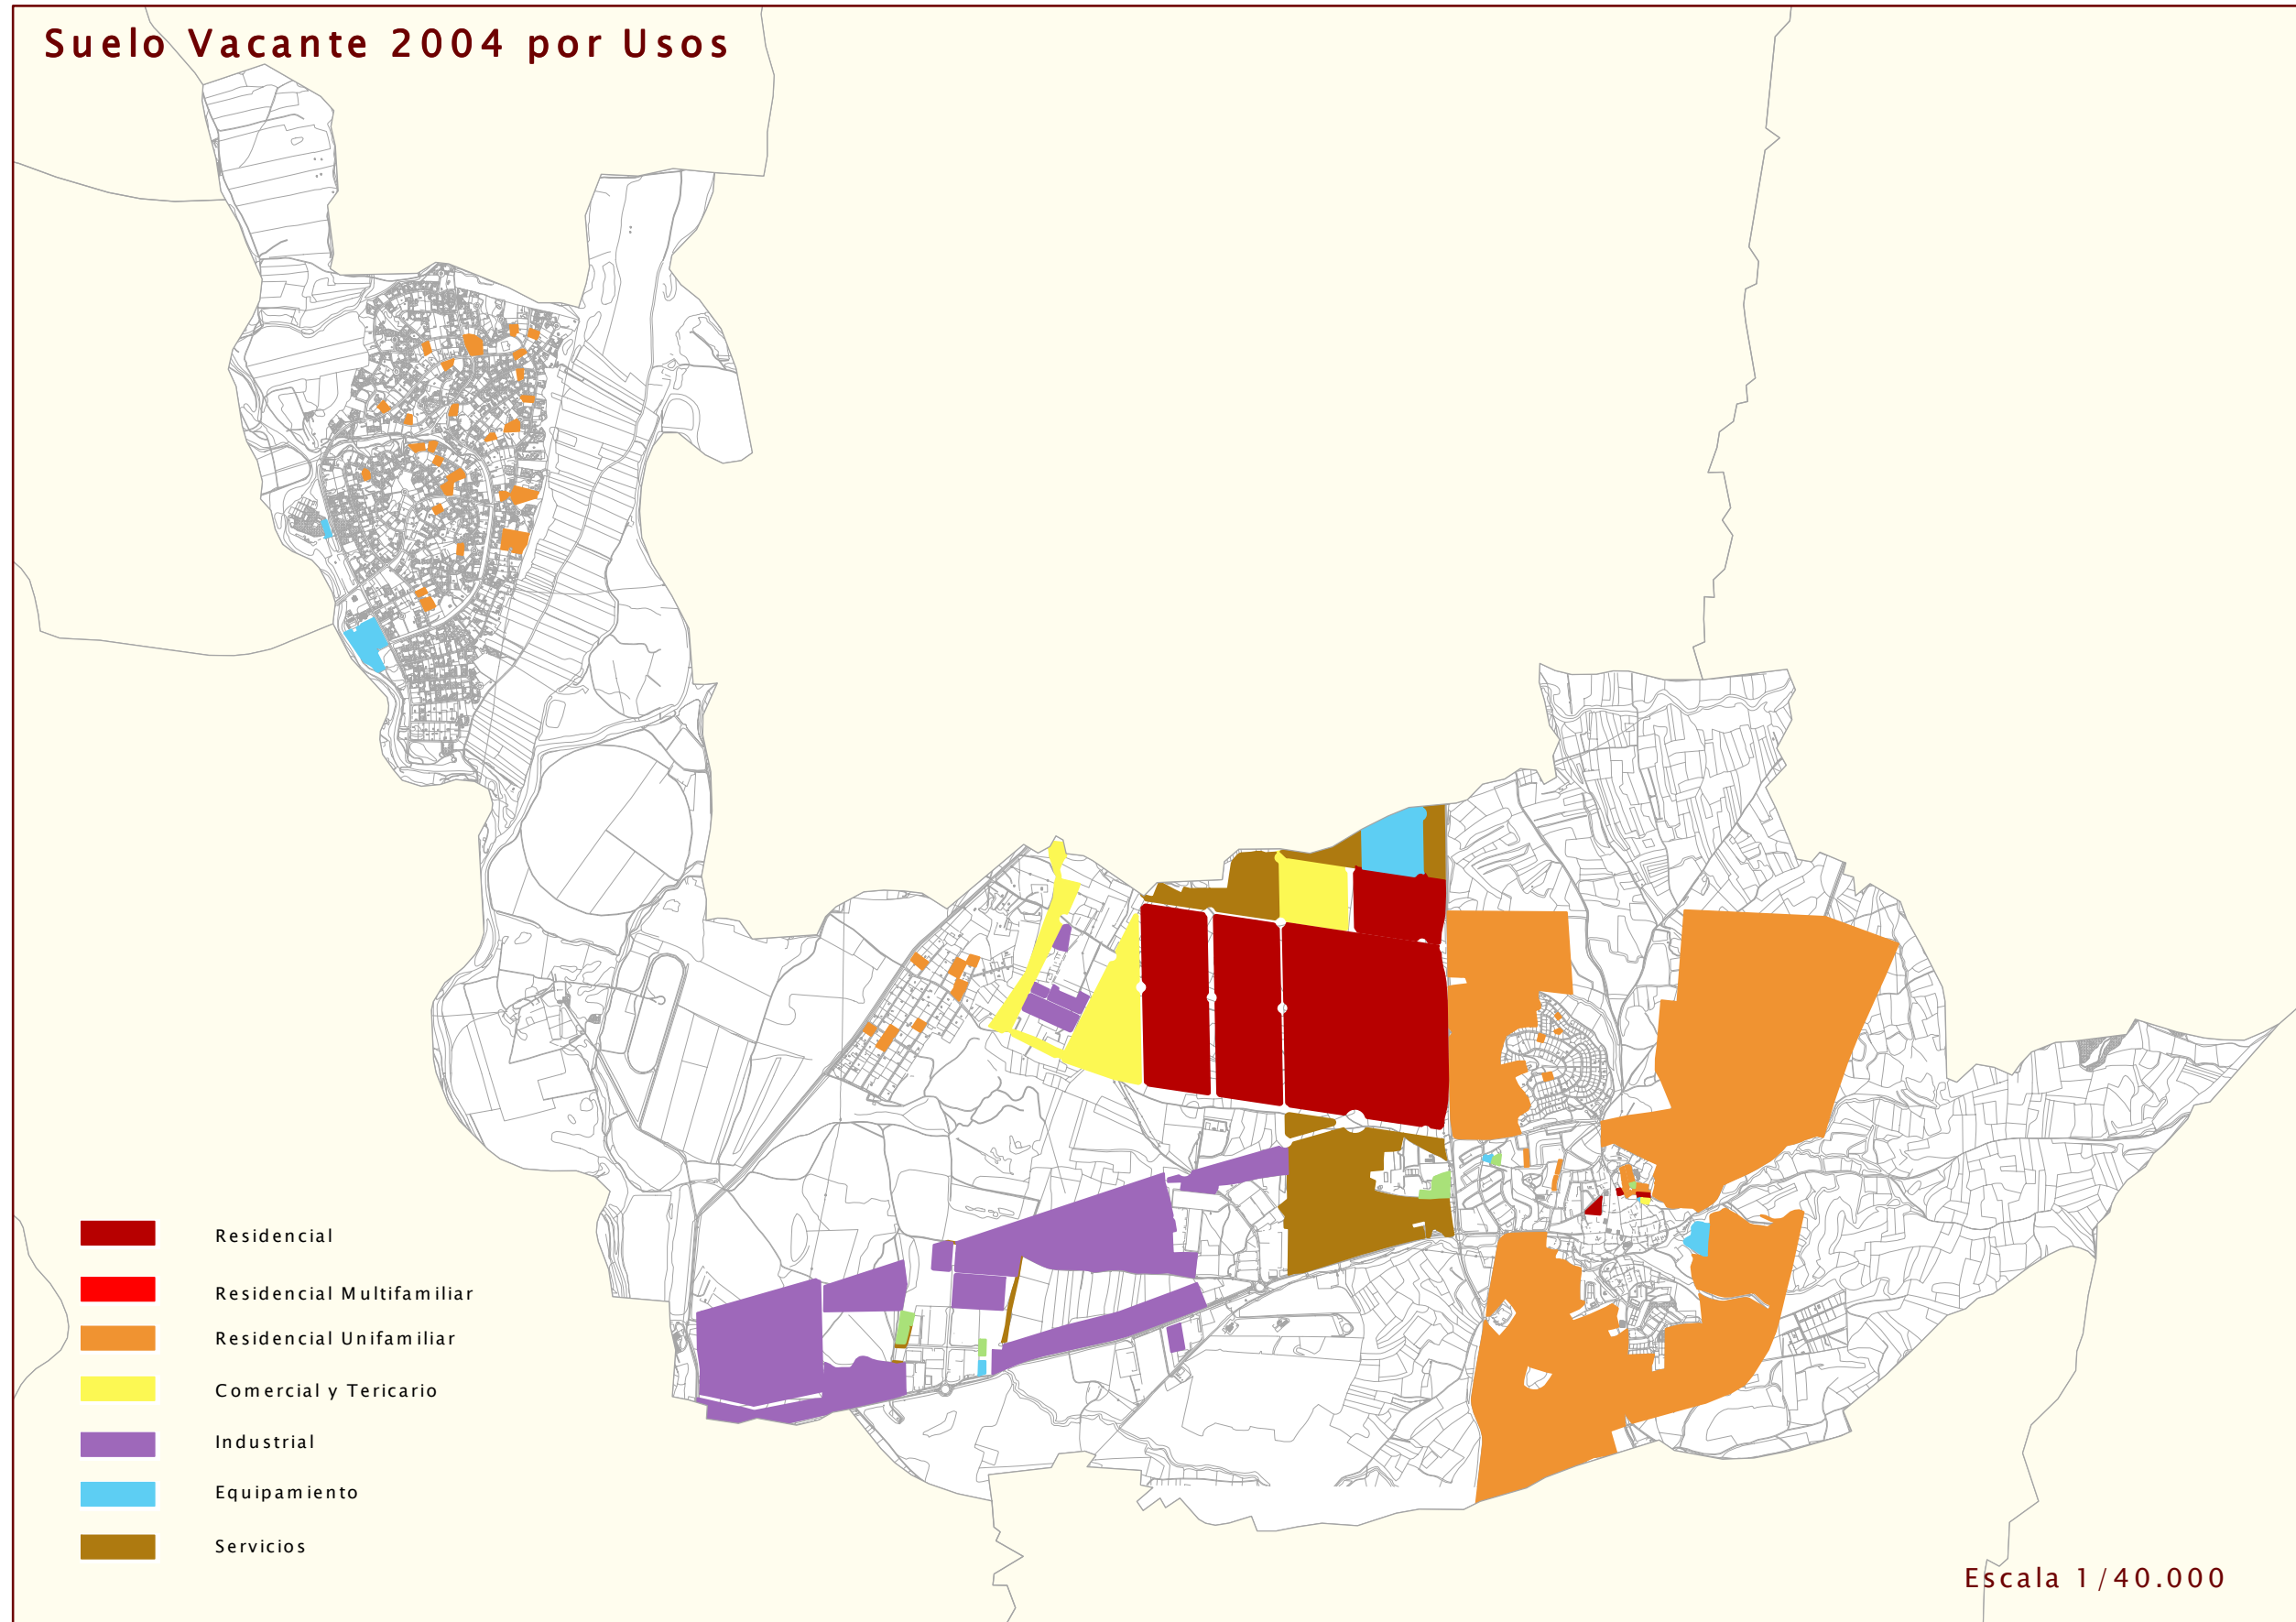 Suelo Vacante 2004 por Usos
Residencial
Residencial Multifamiliar
Residencial Unifamiliar
Comercial y Tericario
Industrial
Equipamiento
Servicios
Escala 1/40.000